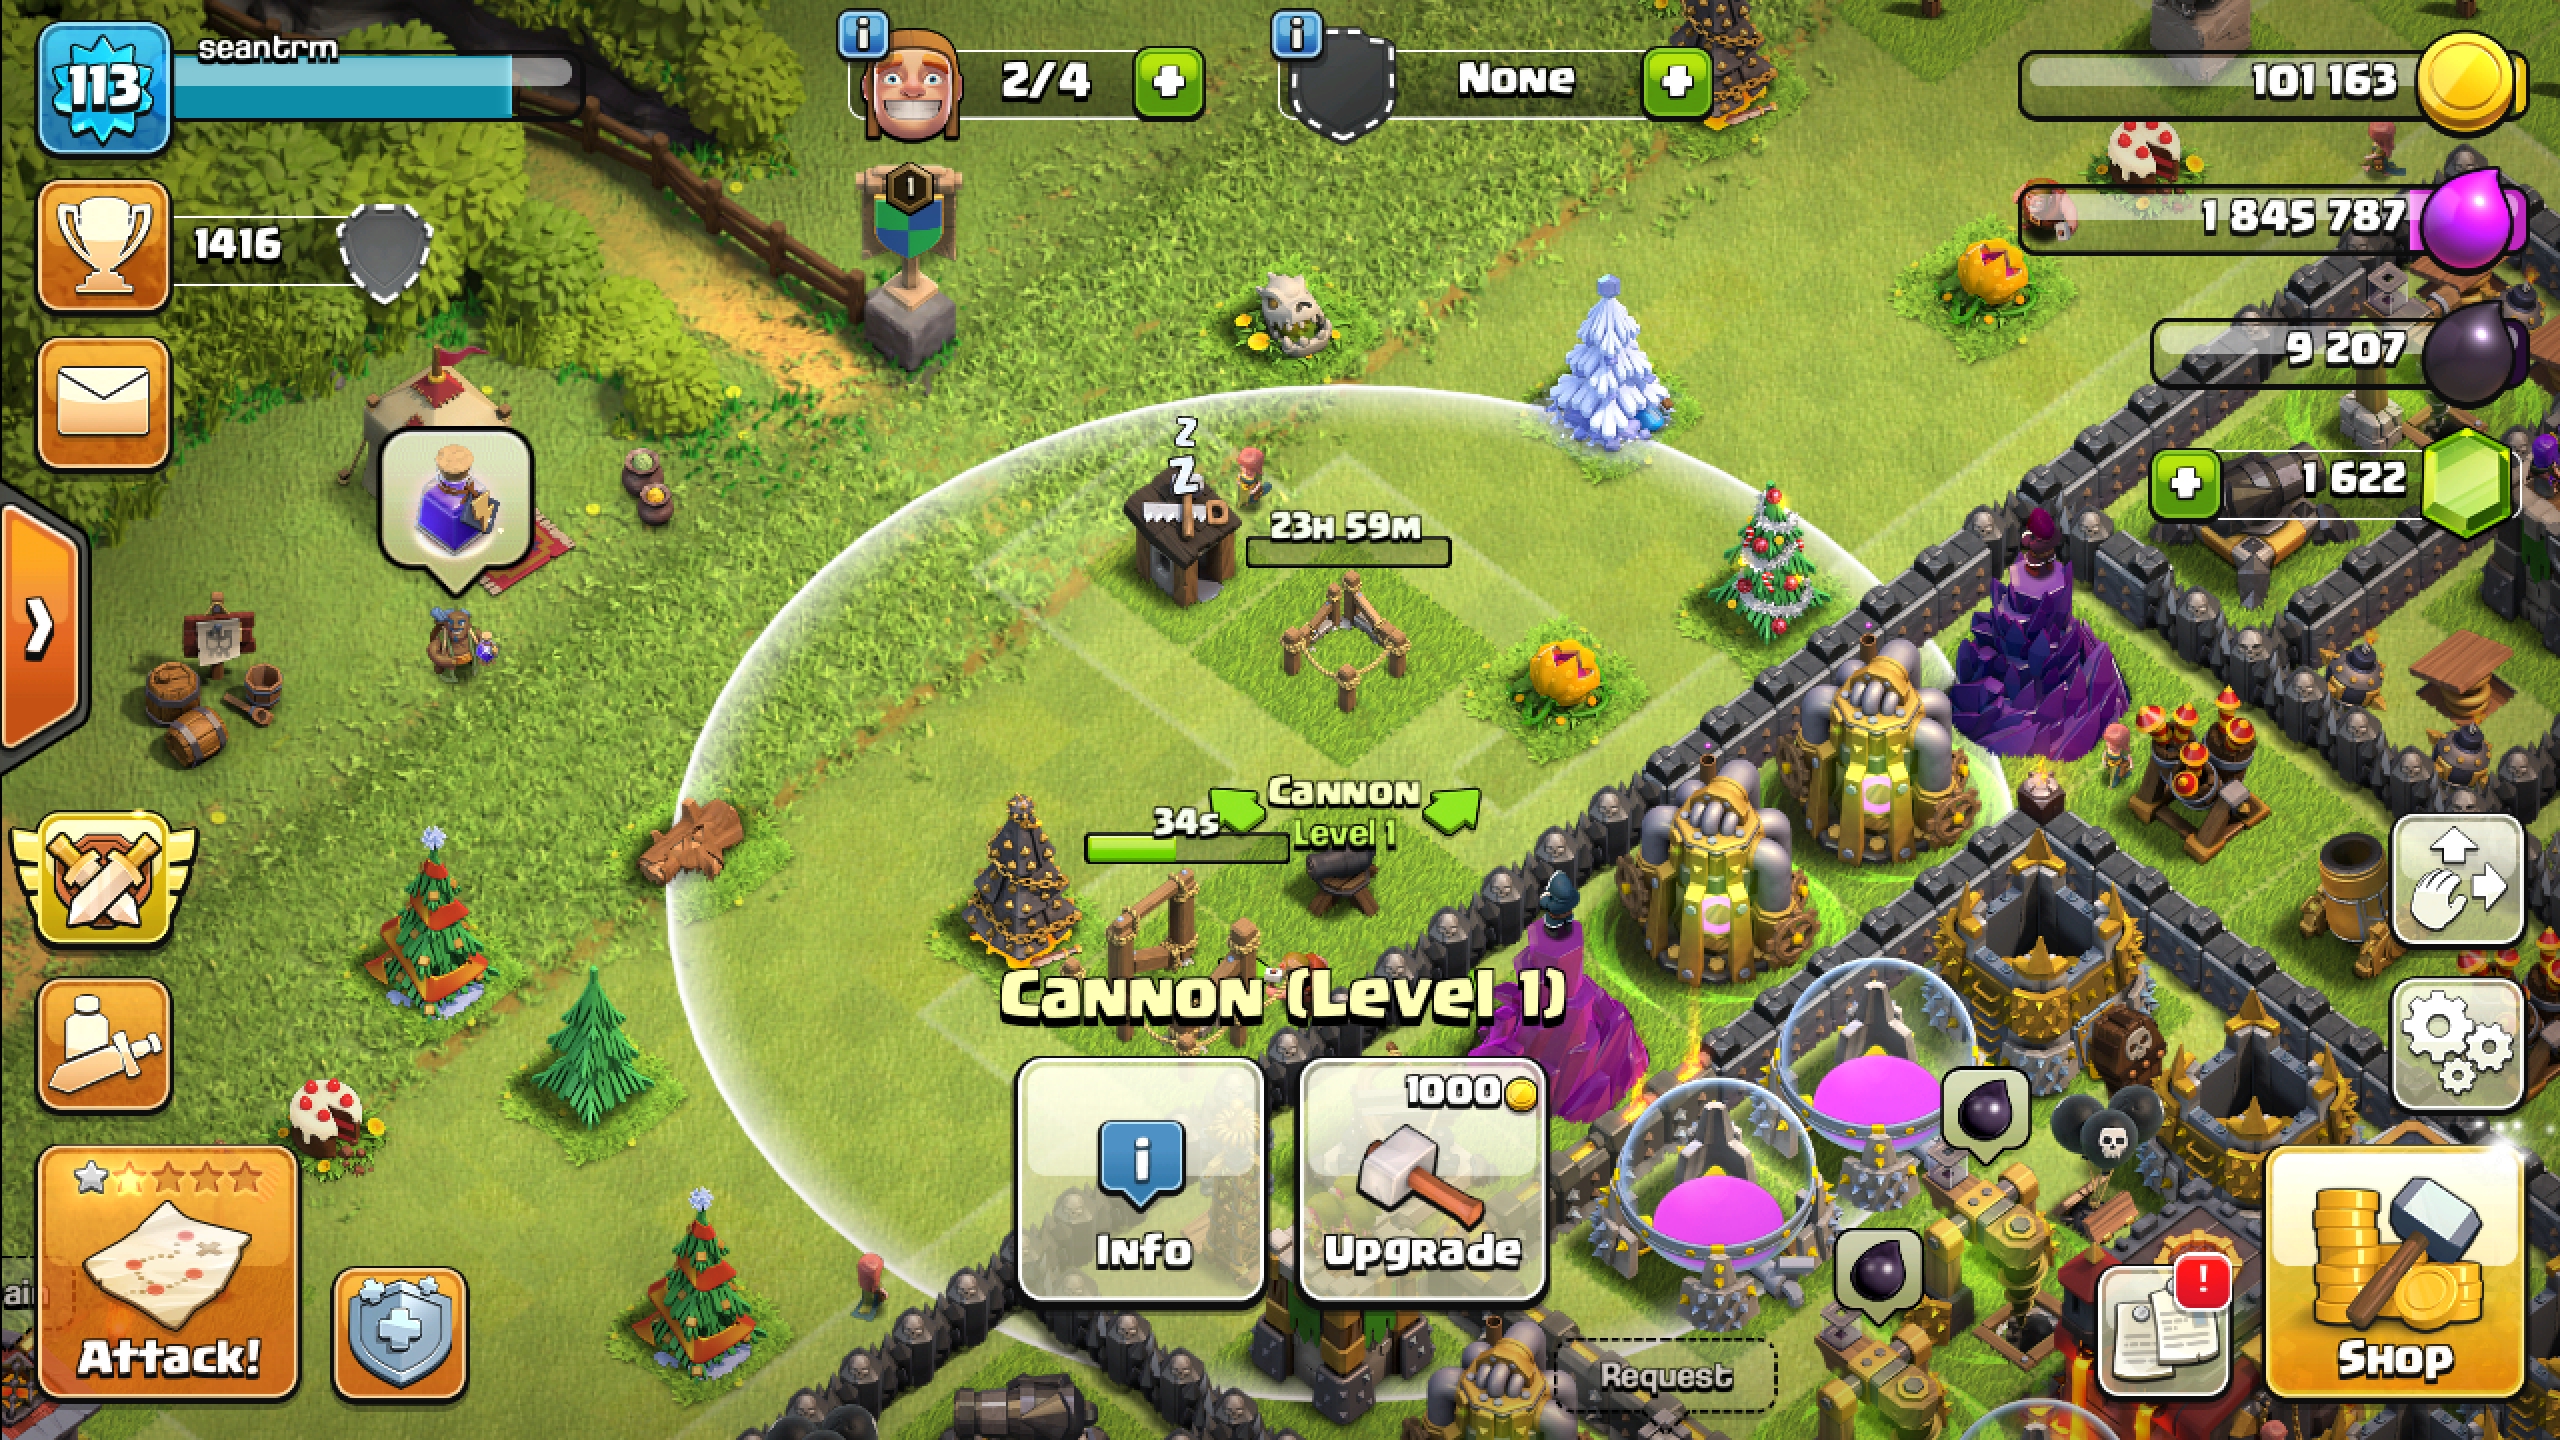 113
seantrm
2/4
None
101 163
1416
1
1 845 787
9 207
1 622
z
z
23H 59M
Cannon
Level 1
34s
Cannon (Level 1)
1000
Info
Upgrade
Attack!
Request
!
Shop